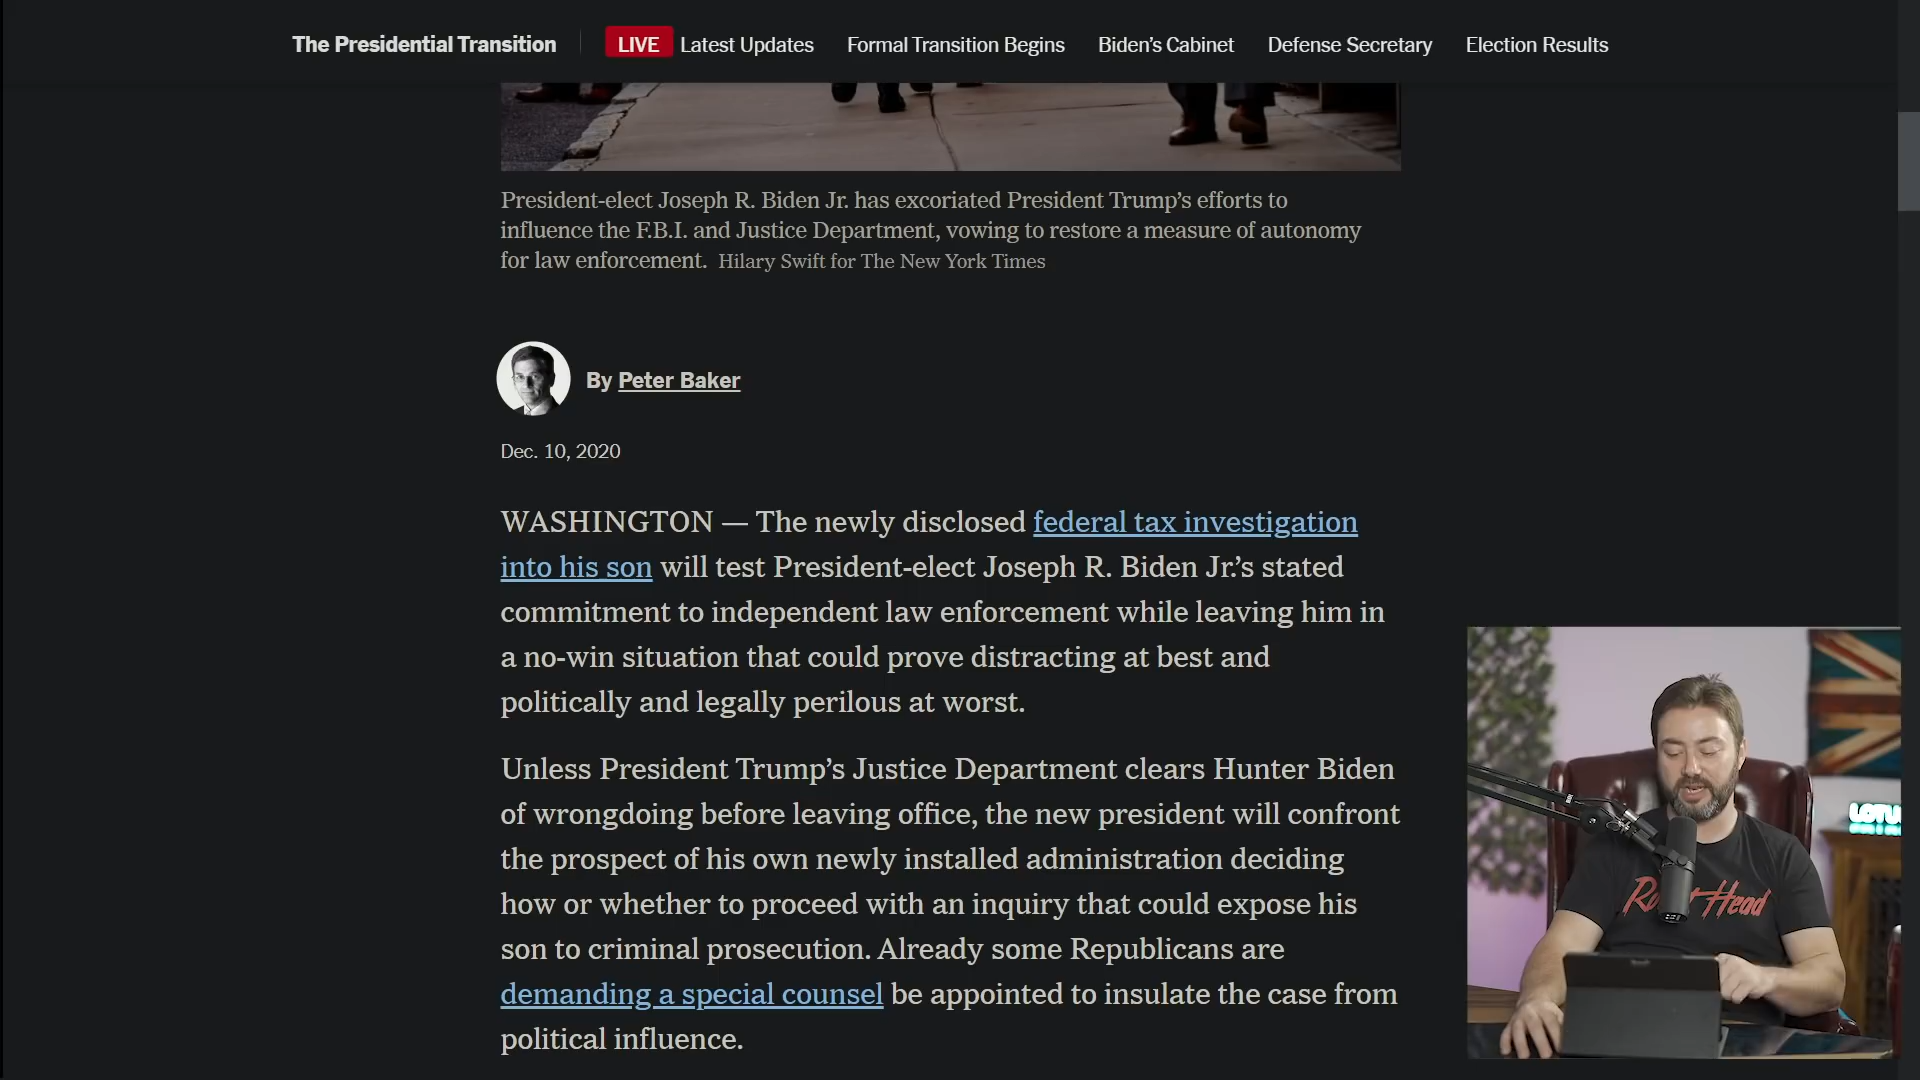 The Presidential Transition
LIVE Latest Updates
Formal Transition Begins
Biden's Cabinet
Defense Secretary
Election Results
President-elect Joseph R. Biden Jr. has excoriated President Trump's efforts to
influence the F.B.I. and Justice Department, vowing to restore a measure of autonomy
for law enforcement. Hilary Swift for The New York Times
By Peter Baker
Dec. 10, 2020
WASHINGTON — The newly disclosed federal tax investigation
into his son will test President-elect Joseph R. Biden Jr.'s stated
commitment to independent law enforcement while leaving him in
a no-win situation that could prove distracting at best and
politically and legally perilous at worst.
Unless President Trump's Justice Department clears Hunter Biden
of wrongdoing before leaving office, the new president will confront
the prospect of his own newly installed administration deciding
how or whether to proceed with an inquiry that could expose his
son to criminal prosecution. Already some Republicans are
demanding a special counsel be appointed to insulate the case from
political influence.
Head